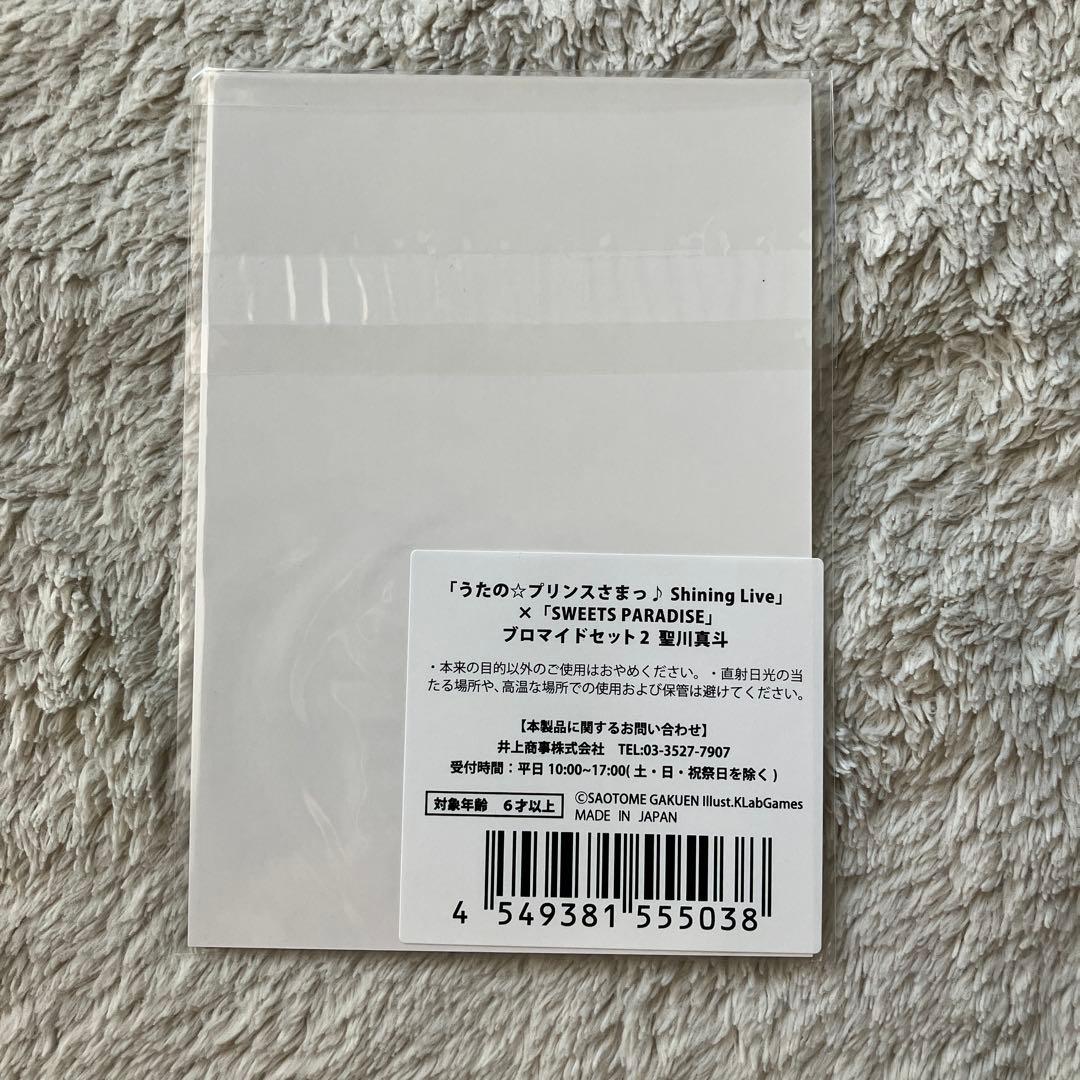 「うたの☆プリンスさまっ♪ Shining Live」
×「SWEETS PARADISE」
ブロマイドセット2 聖川真斗
・本来の目的以外のご使用はおやめください。・直射日光の当
たる場所や、高温な場所での使用および保管は避けてください。
【本製品に関するお問い合わせ】
井上商事株式会社 TEL:03-3527-7907
受付時間：平日 10:00~17:00( 土・日・祝祭日を除く )
対象年齢 6才以上
©SAOTOME GAKUEN Illust.KLabGames
MADE IN JAPAN
4 549381 555038